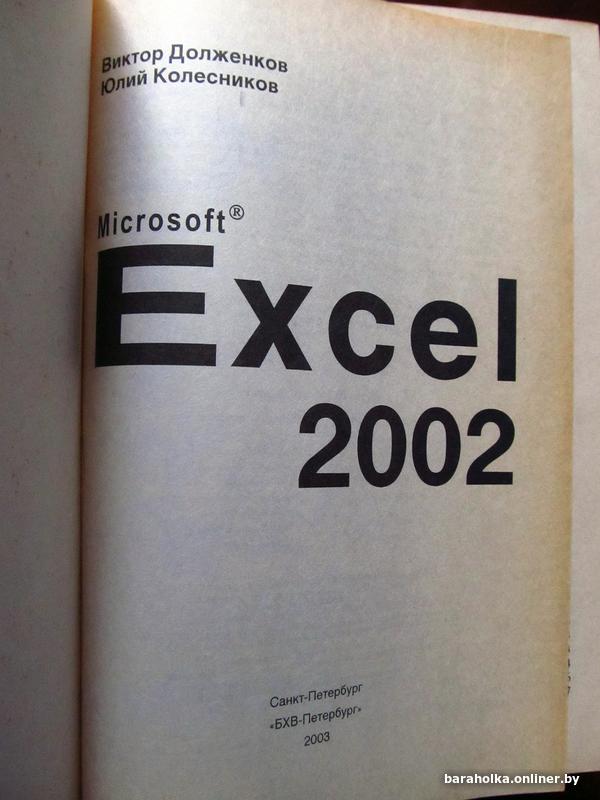 Виктор Долженков
Юлий Колесников
Microsoft®
Excel
2002
Санкт-Петербург
«БХВ-Петербург»
2003
baraholka.onliner.by